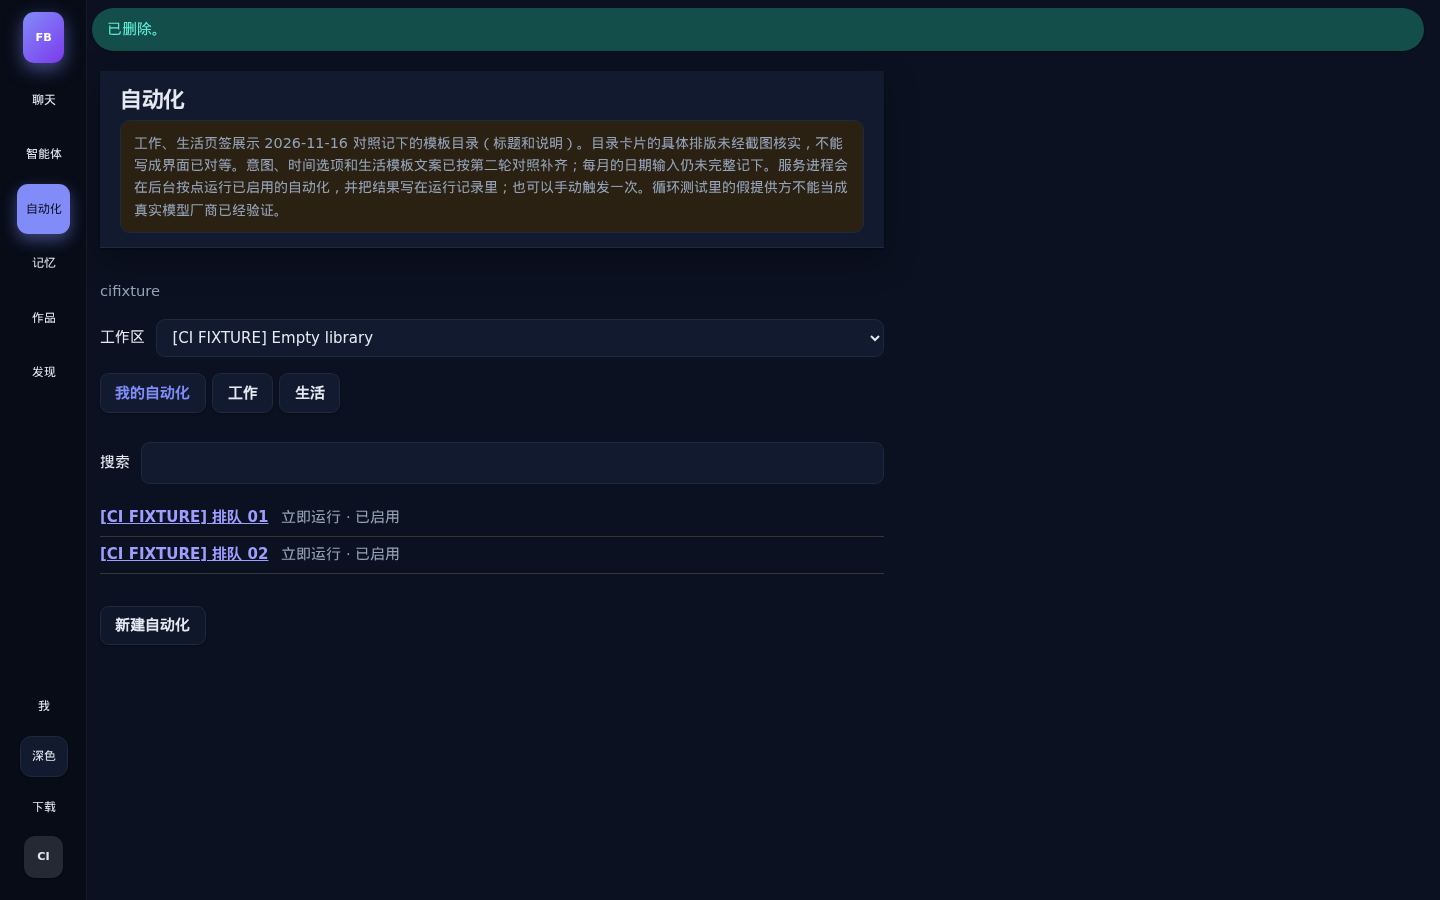 已删除。
FB
聊天
智能体
自动化
记忆
作品
发现
我
深色
下载
CI
自动化
工作、生活页签展示 2026-11-16 对照记下的模板目录（标题和说明）。目录卡片的具体排版未经截图核实，不能
写成界面已对等。意图、时间选项和生活模板文案已按第二轮对照补齐；每月的日期输入仍未完整记下。服务进程会
在后台按点运行已启用的自动化，并把结果写在运行记录里；也可以手动触发一次。循环测试里的假提供方不能当成
真实模型厂商已经验证。
cifixture
工作区 [CI FIXTURE] Empty library
我的自动化 工作 生活
搜索
[CI FIXTURE] 排队 01 立即运行 · 已启用
[CI FIXTURE] 排队 02 立即运行 · 已启用
新建自动化